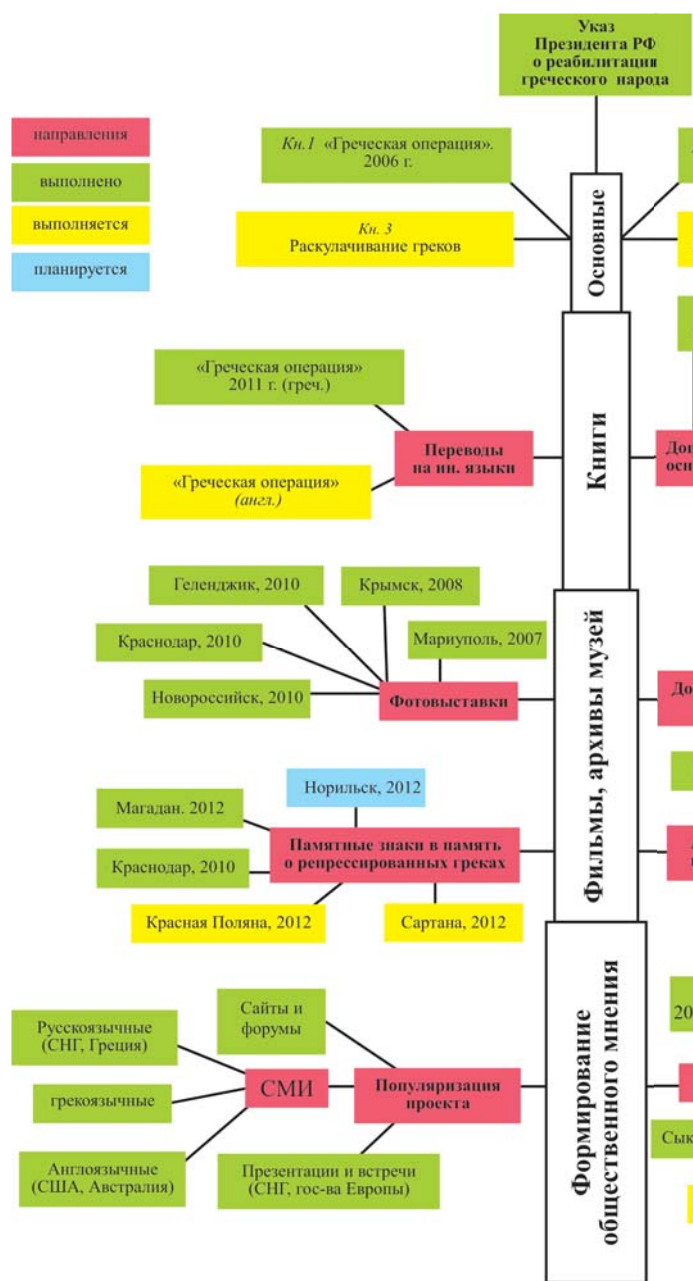 Указ
Президента РФ
о реабилитация
греческого народа
направления
выполнено
выполняется
планируется
Кн.1 «Греческая операция».
2006 г.
Кн. 3
Раскулачивание греков
Основные
«Греческая операция»
2011 г. (греч.)
Переводы
на ин. языки
«Греческая операция»
(англ.)
Книги
Геленджик, 2010
Крымск, 2008
Краснодар, 2010
Мариуполь, 2007
Новороссийск, 2010
Фотовыставки
До
Фильмы, архивы музей
Норильск, 2012
Магадан. 2012
Памятные знаки в память
о репрессированных греках
Краснодар, 2010
Красная Поляна, 2012
Сартана, 2012
Сайты и
форумы
Русскоязычные
(СНГ, Греция)
СМИ
Популяризация
проекта
грекоязычные
Англоязычные
(США, Австралия)
Презентации и встречи
(СНГ, гос-ва Европы)
Формирование
общественного мнения
20
Сык